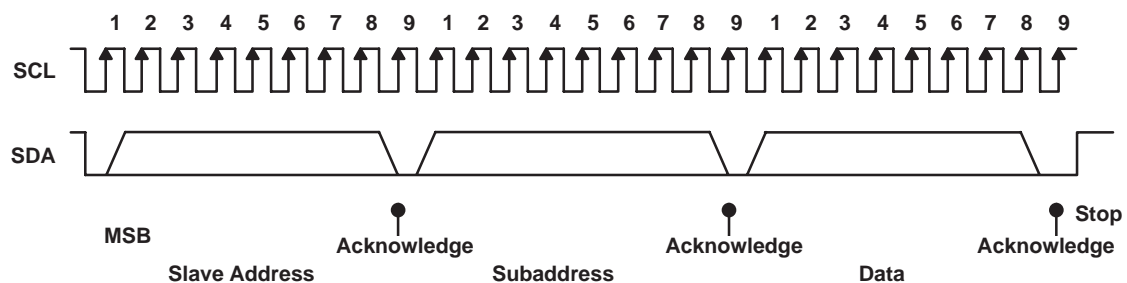 1 2 3 4 5 6 7 8 9 1 2 3 4 5 6 7 8 9 1 2 3 4 5 6 7 8 9
SCL
SDA
Stop
MSB
Acknowledge Acknowledge Acknowledge
Slave Address Subaddress Data